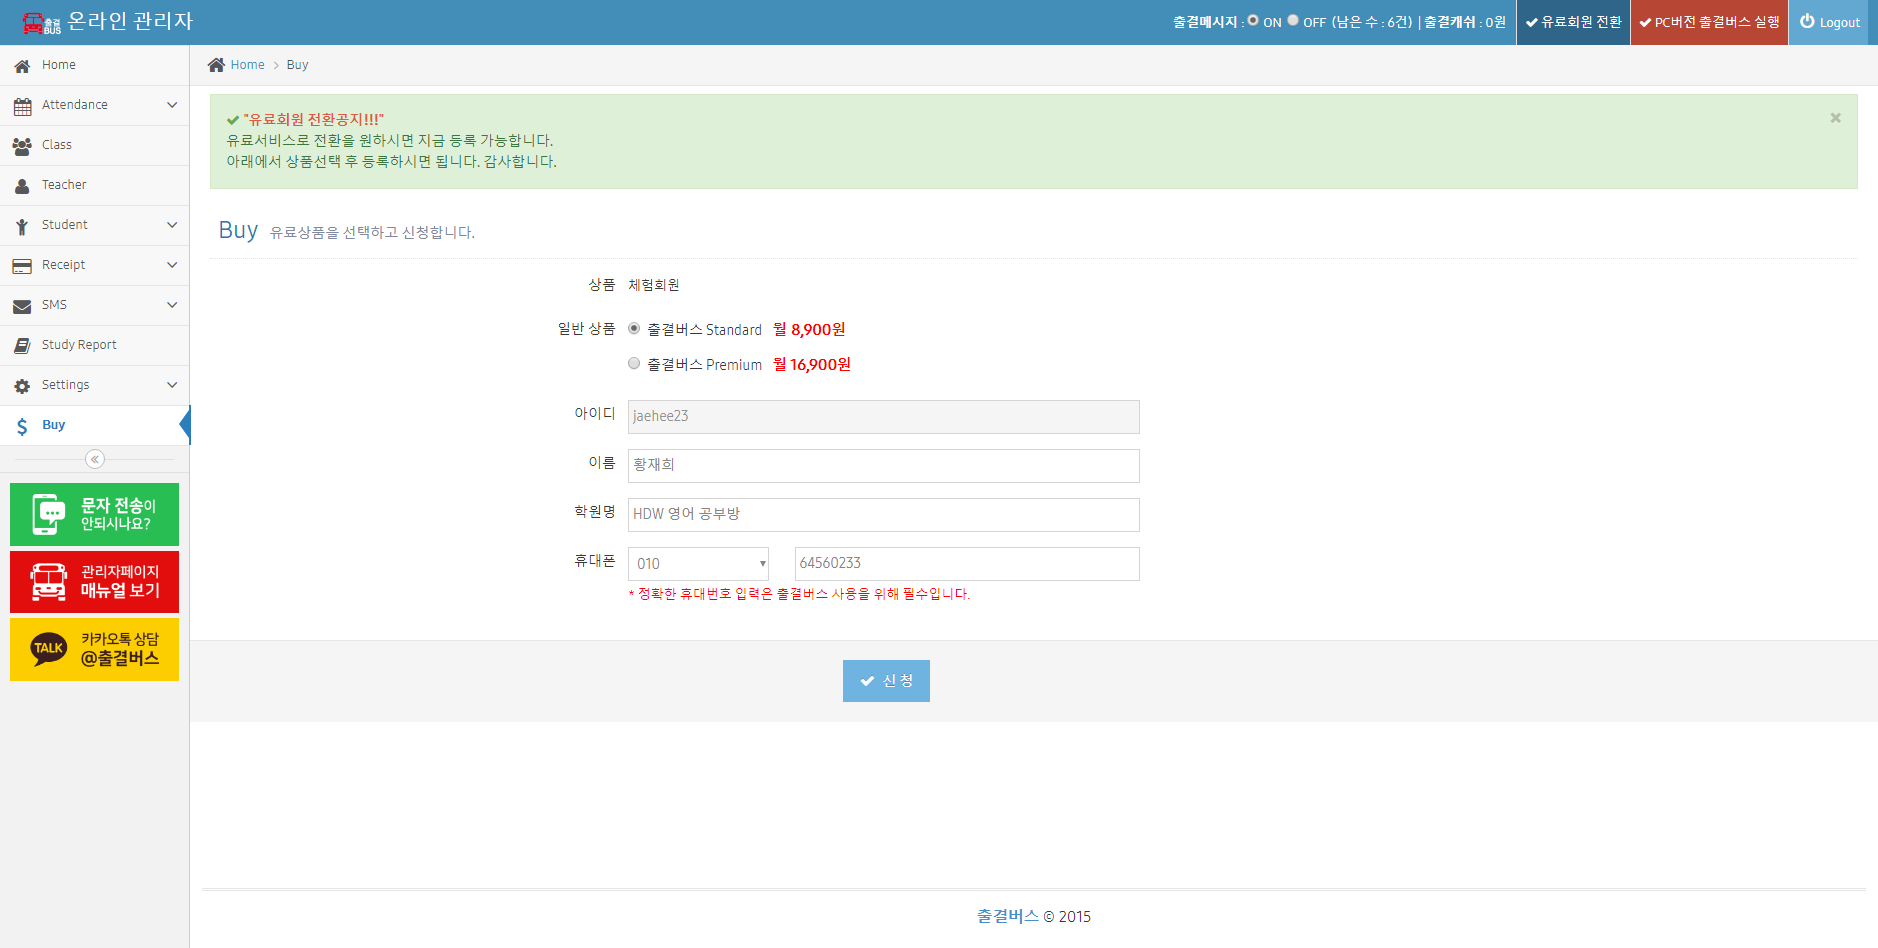 출결 BUS 온라인 관리자
출결메시지 : ON OFF (남은 수 : 6건) | 출결캐쉬 : 0원 유료회원 전환 PC버전 출결버스 실행 Logout
Home
Attendance
Class
Teacher
Student
Receipt
SMS
Study Report
Settings
Buy
문자 전송이
안되시나요?
관리자페이지
매뉴얼 보기
TALK
카카오톡 상담
@출결버스
Home > Buy
"유료회원 전환공지!!!"
유료서비스로 전환을 원하시면 지금 등록 가능합니다.
아래에서 상품선택 후 등록하시면 됩니다. 감사합니다.
Buy 유료상품을 선택하고 신청합니다.
상품 체험회원
일반 상품 출결버스 Standard 월 8,900원
출결버스 Premium 월 16,900원
아이디 jaehee23
이름 황재희
학원명 HDW 영어 공부방
휴대폰 010 64560233
* 정확한 휴대번호 입력은 출결버스 사용을 위해 필수입니다.
신 청
출결버스 © 2015